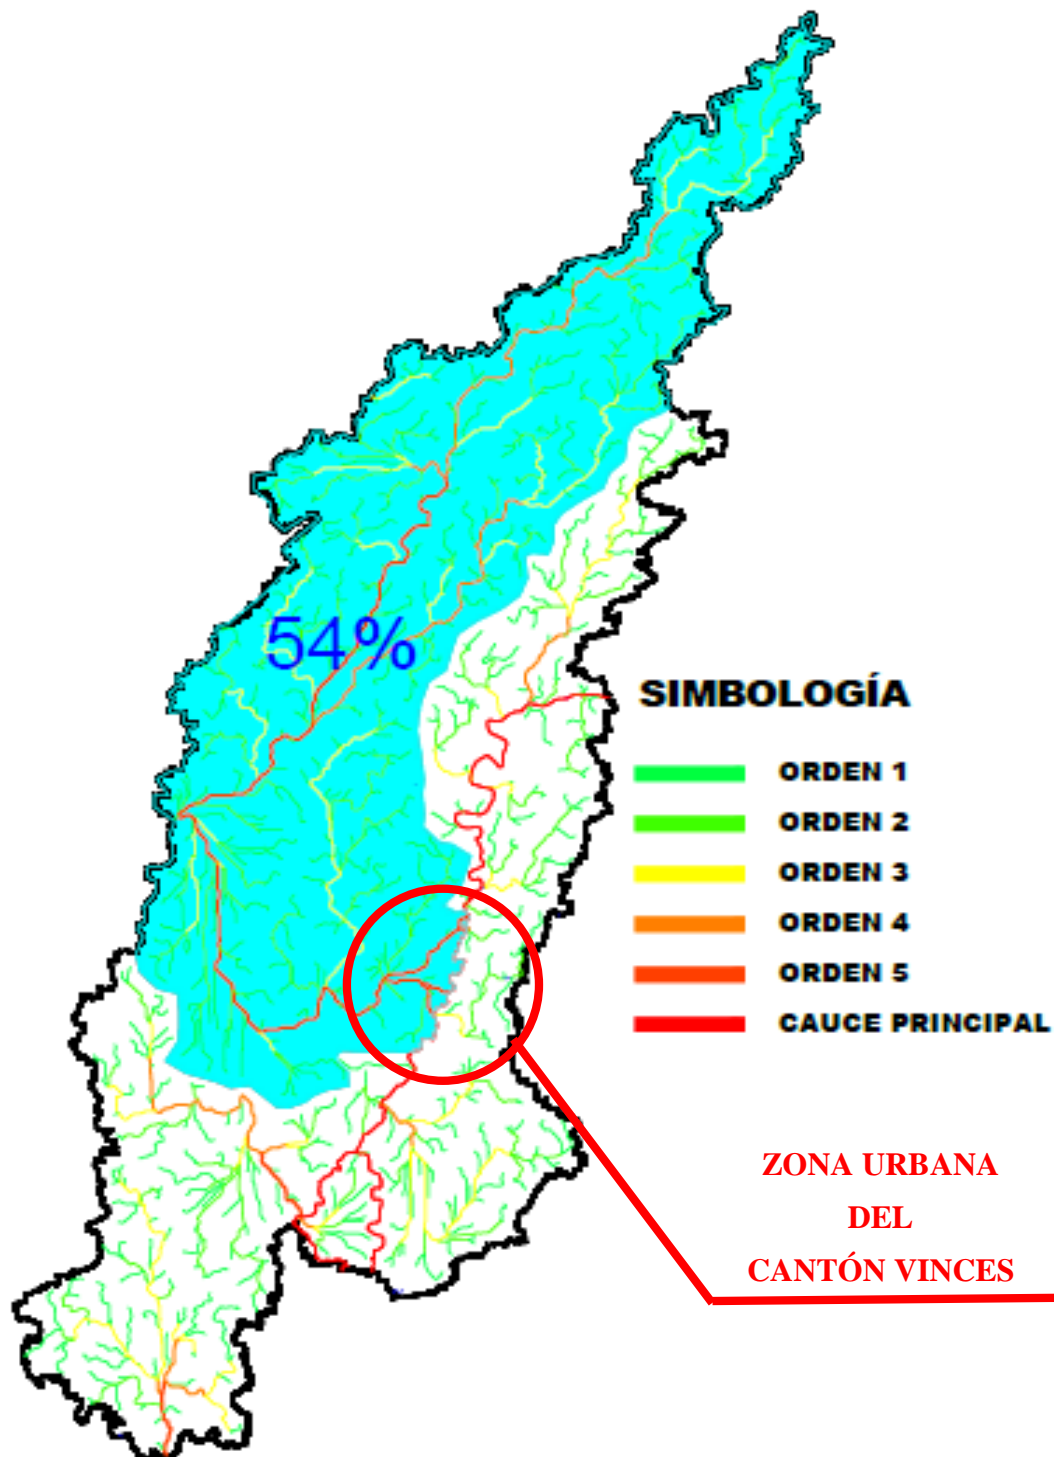 54%
SIMBOLOGÍA
ORDEN 1
ORDEN 2
ORDEN 3
ORDEN 4
ORDEN 5
CAUCE PRINCIPAL
ZONA URBANA
DEL
CANTÓN VINCES